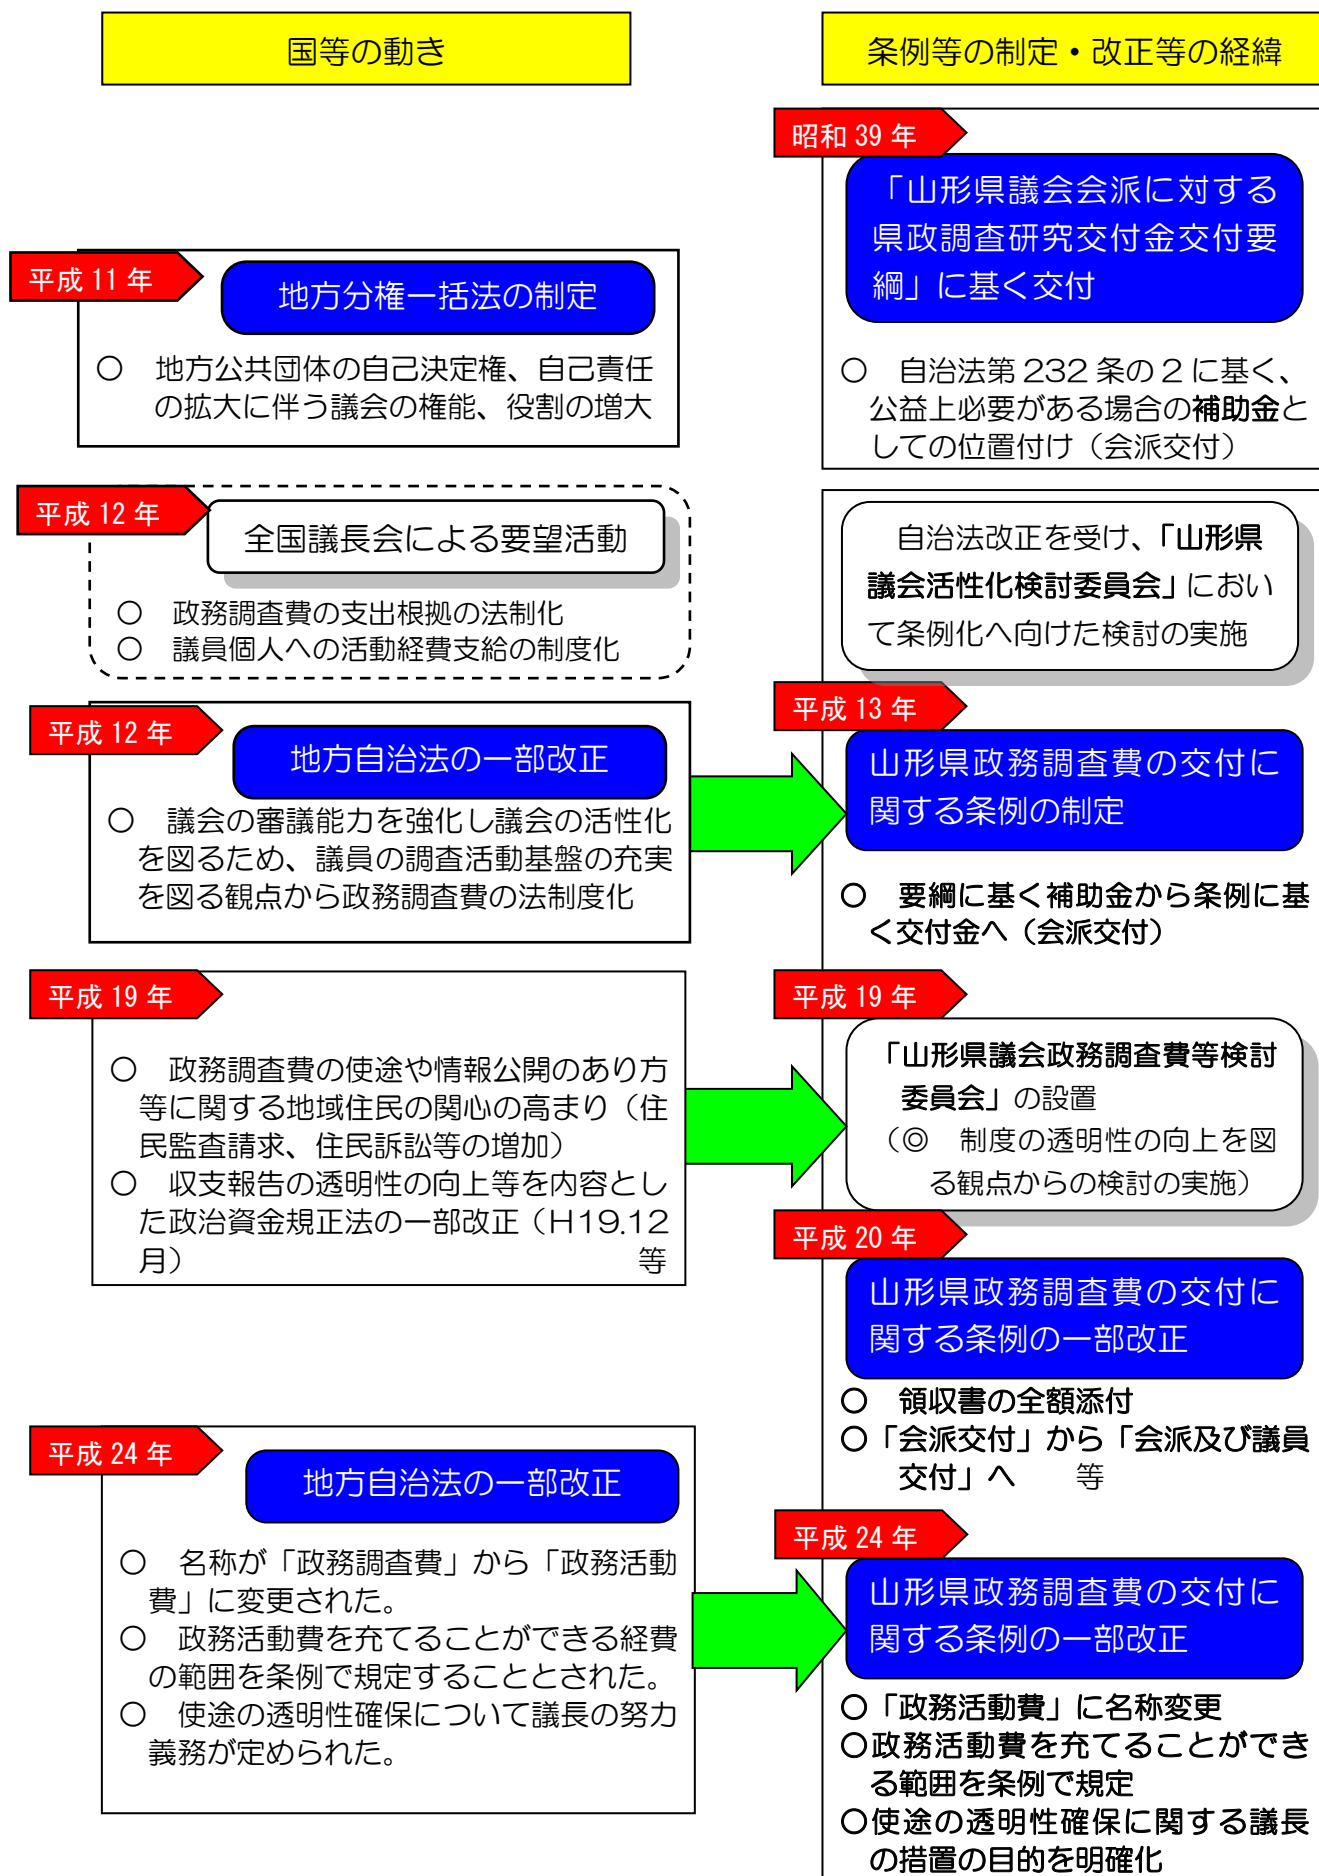 国等の動き
条例等の制定・改正等の経緯
昭和 39 年
「山形県議会会派に対する
県政調査研究交付金交付要
綱」に基く交付
○　自治法第 232 条の 2 に基く、
公益上必要がある場合の補助金と
しての位置付け（会派交付）
平成 11 年
地方分権一括法の制定
○　地方公共団体の自己決定権、自己責任
の拡大に伴う議会の権能、役割の増大
平成 12 年
全国議長会による要望活動
○　政務調査費の支出根拠の法制化
○　議員個人への活動経費支給の制度化
自治法改正を受け、「山形県
議会活性化検討委員会」におい
て条例化へ向けた検討の実施
平成 12 年
地方自治法の一部改正
○　議会の審議能力を強化し議会の活性化
を図るため、議員の調査活動基盤の充実
を図る観点から政務調査費の法制度化
平成 13 年
山形県政務調査費の交付に
関する条例の制定
○　要綱に基く補助金から条例に基
く交付金へ（会派交付）
平成 19 年
○　政務調査費の使途や情報公開のあり方
等に関する地域住民の関心の高まり（住
民監査請求、住民訴訟等の増加）
○　収支報告の透明性の向上等を内容とし
た政治資金規正法の一部改正（H19.12
月）　等
平成 19 年
「山形県議会政務調査費等検討
委員会」の設置
（◎　制度の透明性の向上を図
る観点からの検討の実施）
平成 20 年
山形県政務調査費の交付に
関する条例の一部改正
○　領収書の全額添付
○「会派交付」から「会派及び議員
交付」へ　等
平成 24 年
地方自治法の一部改正
○　名称が「政務調査費」から「政務活動
費」に変更された。
○　政務活動費を充てることができる経費
の範囲を条例で規定することとされた。
○　使途の透明性確保について議長の努力
義務が定められた。
平成 24 年
山形県政務調査費の交付に
関する条例の一部改正
○「政務活動費」に名称変更
○政務活動費を充てることができ
る範囲を条例で規定
○使途の透明性確保に関する議長
の措置の目的を明確化